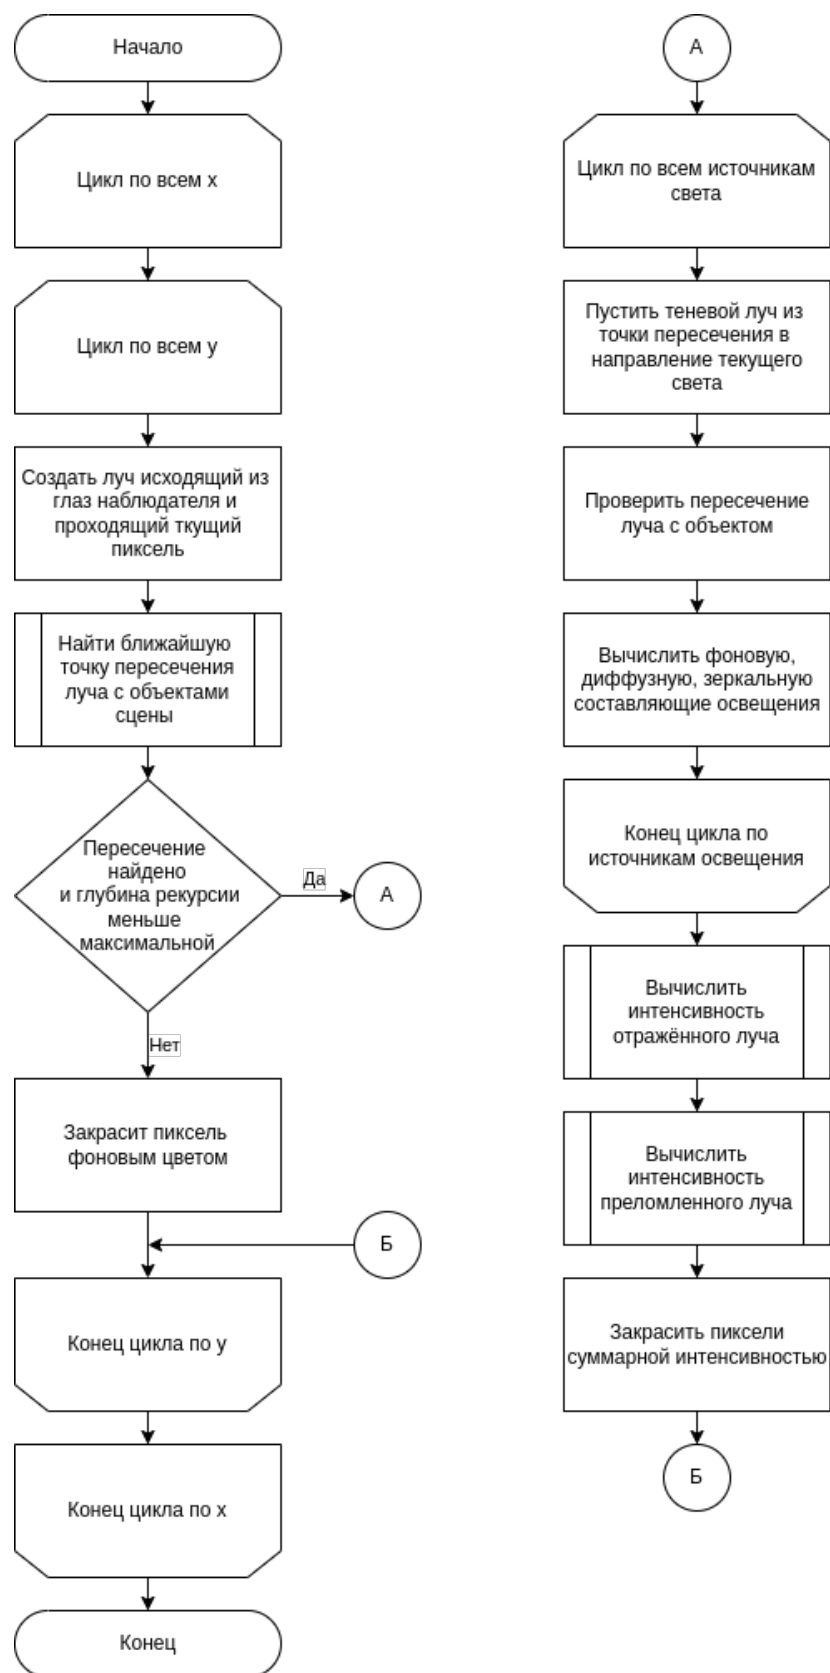 Начало
Цикл по всем x
Цикл по всем y
Создать луч исходящий из
глаз наблюдателя и
проходящий ткущий
пиксель
Найти ближайшую
точку пересечения
луча с объектами
сцены
Пересечение
найдено
и глубина рекурсии
меньше
максимальной
Да
А
Нет
Закрасит пиксель
фоновым цветом
Б
Конец цикла по y
Конец цикла по x
Конец
А
Цикл по всем источникам
света
Пустить теневой луч из
точки пересечения в
направление текущего
света
Проверить пересечение
луча с объектом
Вычислить фоновую,
диффузную, зеркальную
составляющие освещения
Конец цикла по
источникам освещения
Вычислить
интенсивность
отражённого луча
Вычислить
интенсивность
преломленного луча
Закрасить пиксели
суммарной интенсивностью
Б